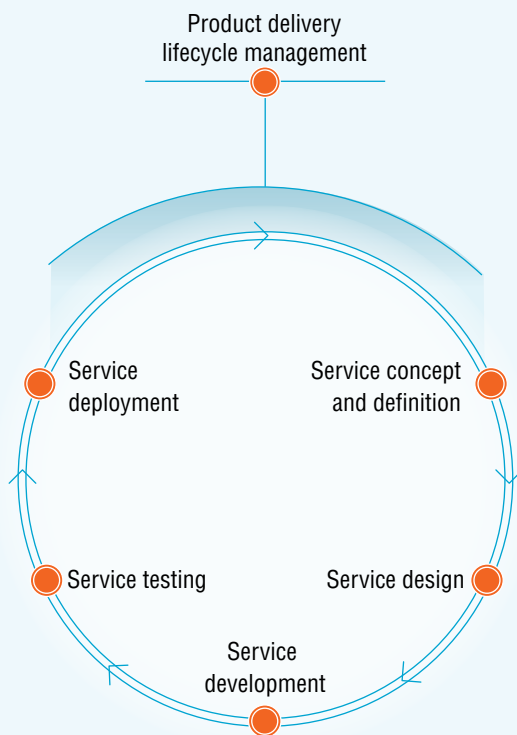 Product delivery
lifecycle management
Service
deployment
Service concept
and definition
Service testing
Service design
Service
development